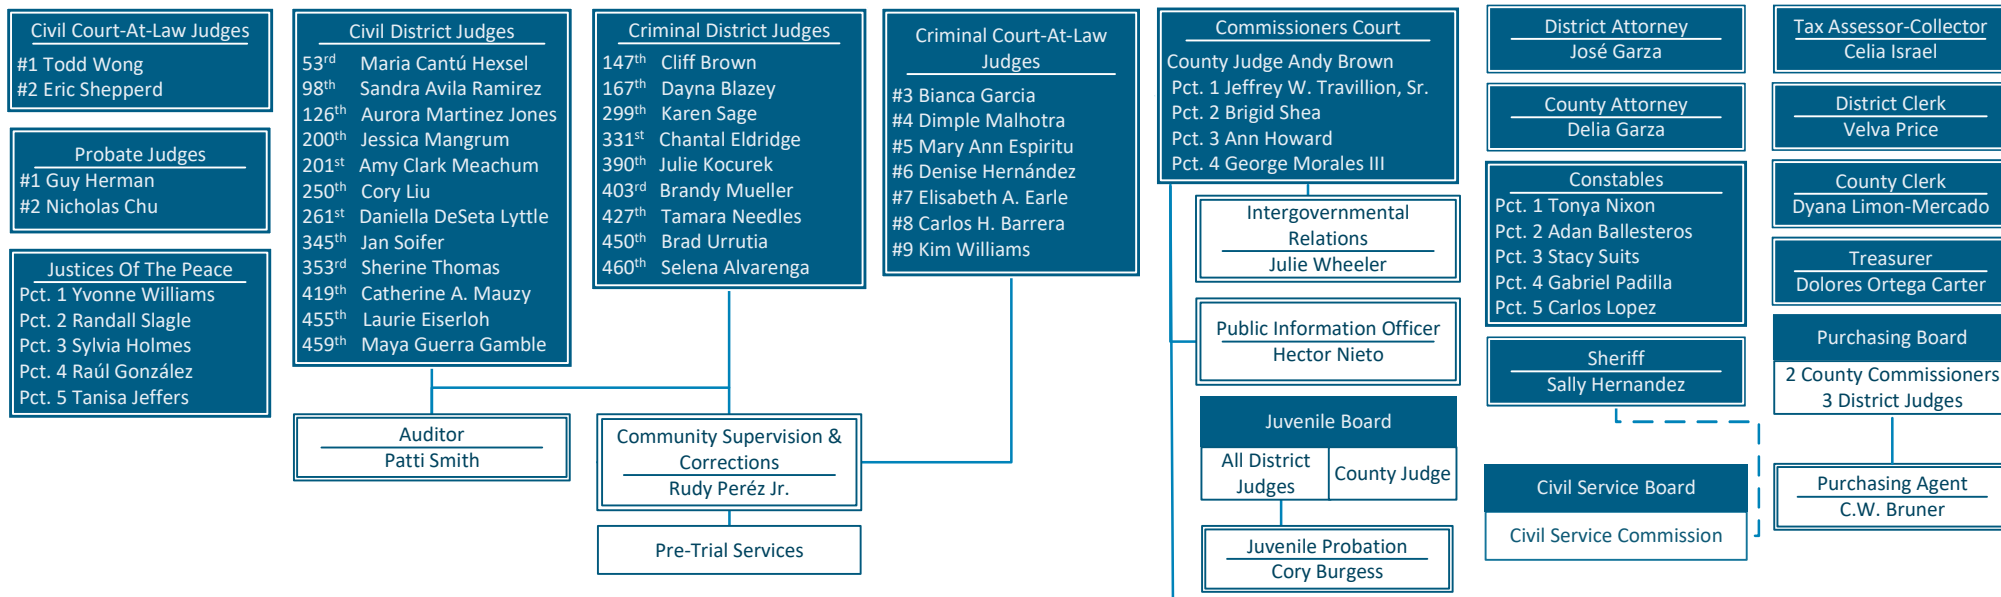 Civil Court-At-Law Judges
#1 Todd Wong
#2 Eric Shepperd
Probate Judges
#1 Guy Herman
#2 Nicholas Chu
Justices Of The Peace
Pct. 1 Yvonne Williams
Pct. 2 Randall Slagle
Pct. 3 Sylvia Holmes
Pct. 4 Raúl González
Pct. 5 Tanisa Jeffers
Civil District Judges
53rd Maria Cantú Hexsel
98th Sandra Avila Ramirez
126th Aurora Martinez Jones
200th Jessica Mangrum
201st Amy Clark Meachum
250th Cory Liu
261st Daniella DeSeta Lyttle
345th Jan Soifer
353rd Sherine Thomas
419th Catherine A. Mauzy
455th Laurie Eiserloh
459th Maya Guerra Gamble
Auditor
Patti Smith
Criminal District Judges
147th Cliff Brown
167th Dayna Blazey
299th Karen Sage
331st Chantal Eldridge
390th Julie Kocurek
403rd Brandy Mueller
427th Tamara Needles
450th Brad Urrutia
460th Selena Alvarenga
Community Supervision &
Corrections
Rudy Peréz Jr.
Pre-Trial Services
Criminal Court-At-Law
Judges
#3 Bianca Garcia
#4 Dimple Malhotra
#5 Mary Ann Espiritu
#6 Denise Hernández
#7 Elisabeth A. Earle
#8 Carlos H. Barrera
#9 Kim Williams
Commissioners Court
County Judge Andy Brown
Pct. 1 Jeffrey W. Travillion, Sr.
Pct. 2 Brigid Shea
Pct. 3 Ann Howard
Pct. 4 George Morales III
Intergovernmental
Relations
Julie Wheeler
Public Information Officer
Hector Nieto
Juvenile Board
All District
Judges
County Judge
Juvenile Probation
Cory Burgess
District Attorney
José Garza
County Attorney
Delia Garza
Constables
Pct. 1 Tonya Nixon
Pct. 2 Adan Ballesteros
Pct. 3 Stacy Suits
Pct. 4 Gabriel Padilla
Pct. 5 Carlos Lopez
Sheriff
Sally Hernandez
Civil Service Board
Civil Service Commission
Tax Assessor-Collector
Celia Israel
District Clerk
Velva Price
County Clerk
Dyana Limon-Mercado
Treasurer
Dolores Ortega Carter
Purchasing Board
2 County Commissioners
3 District Judges
Purchasing Agent
C.W. Bruner